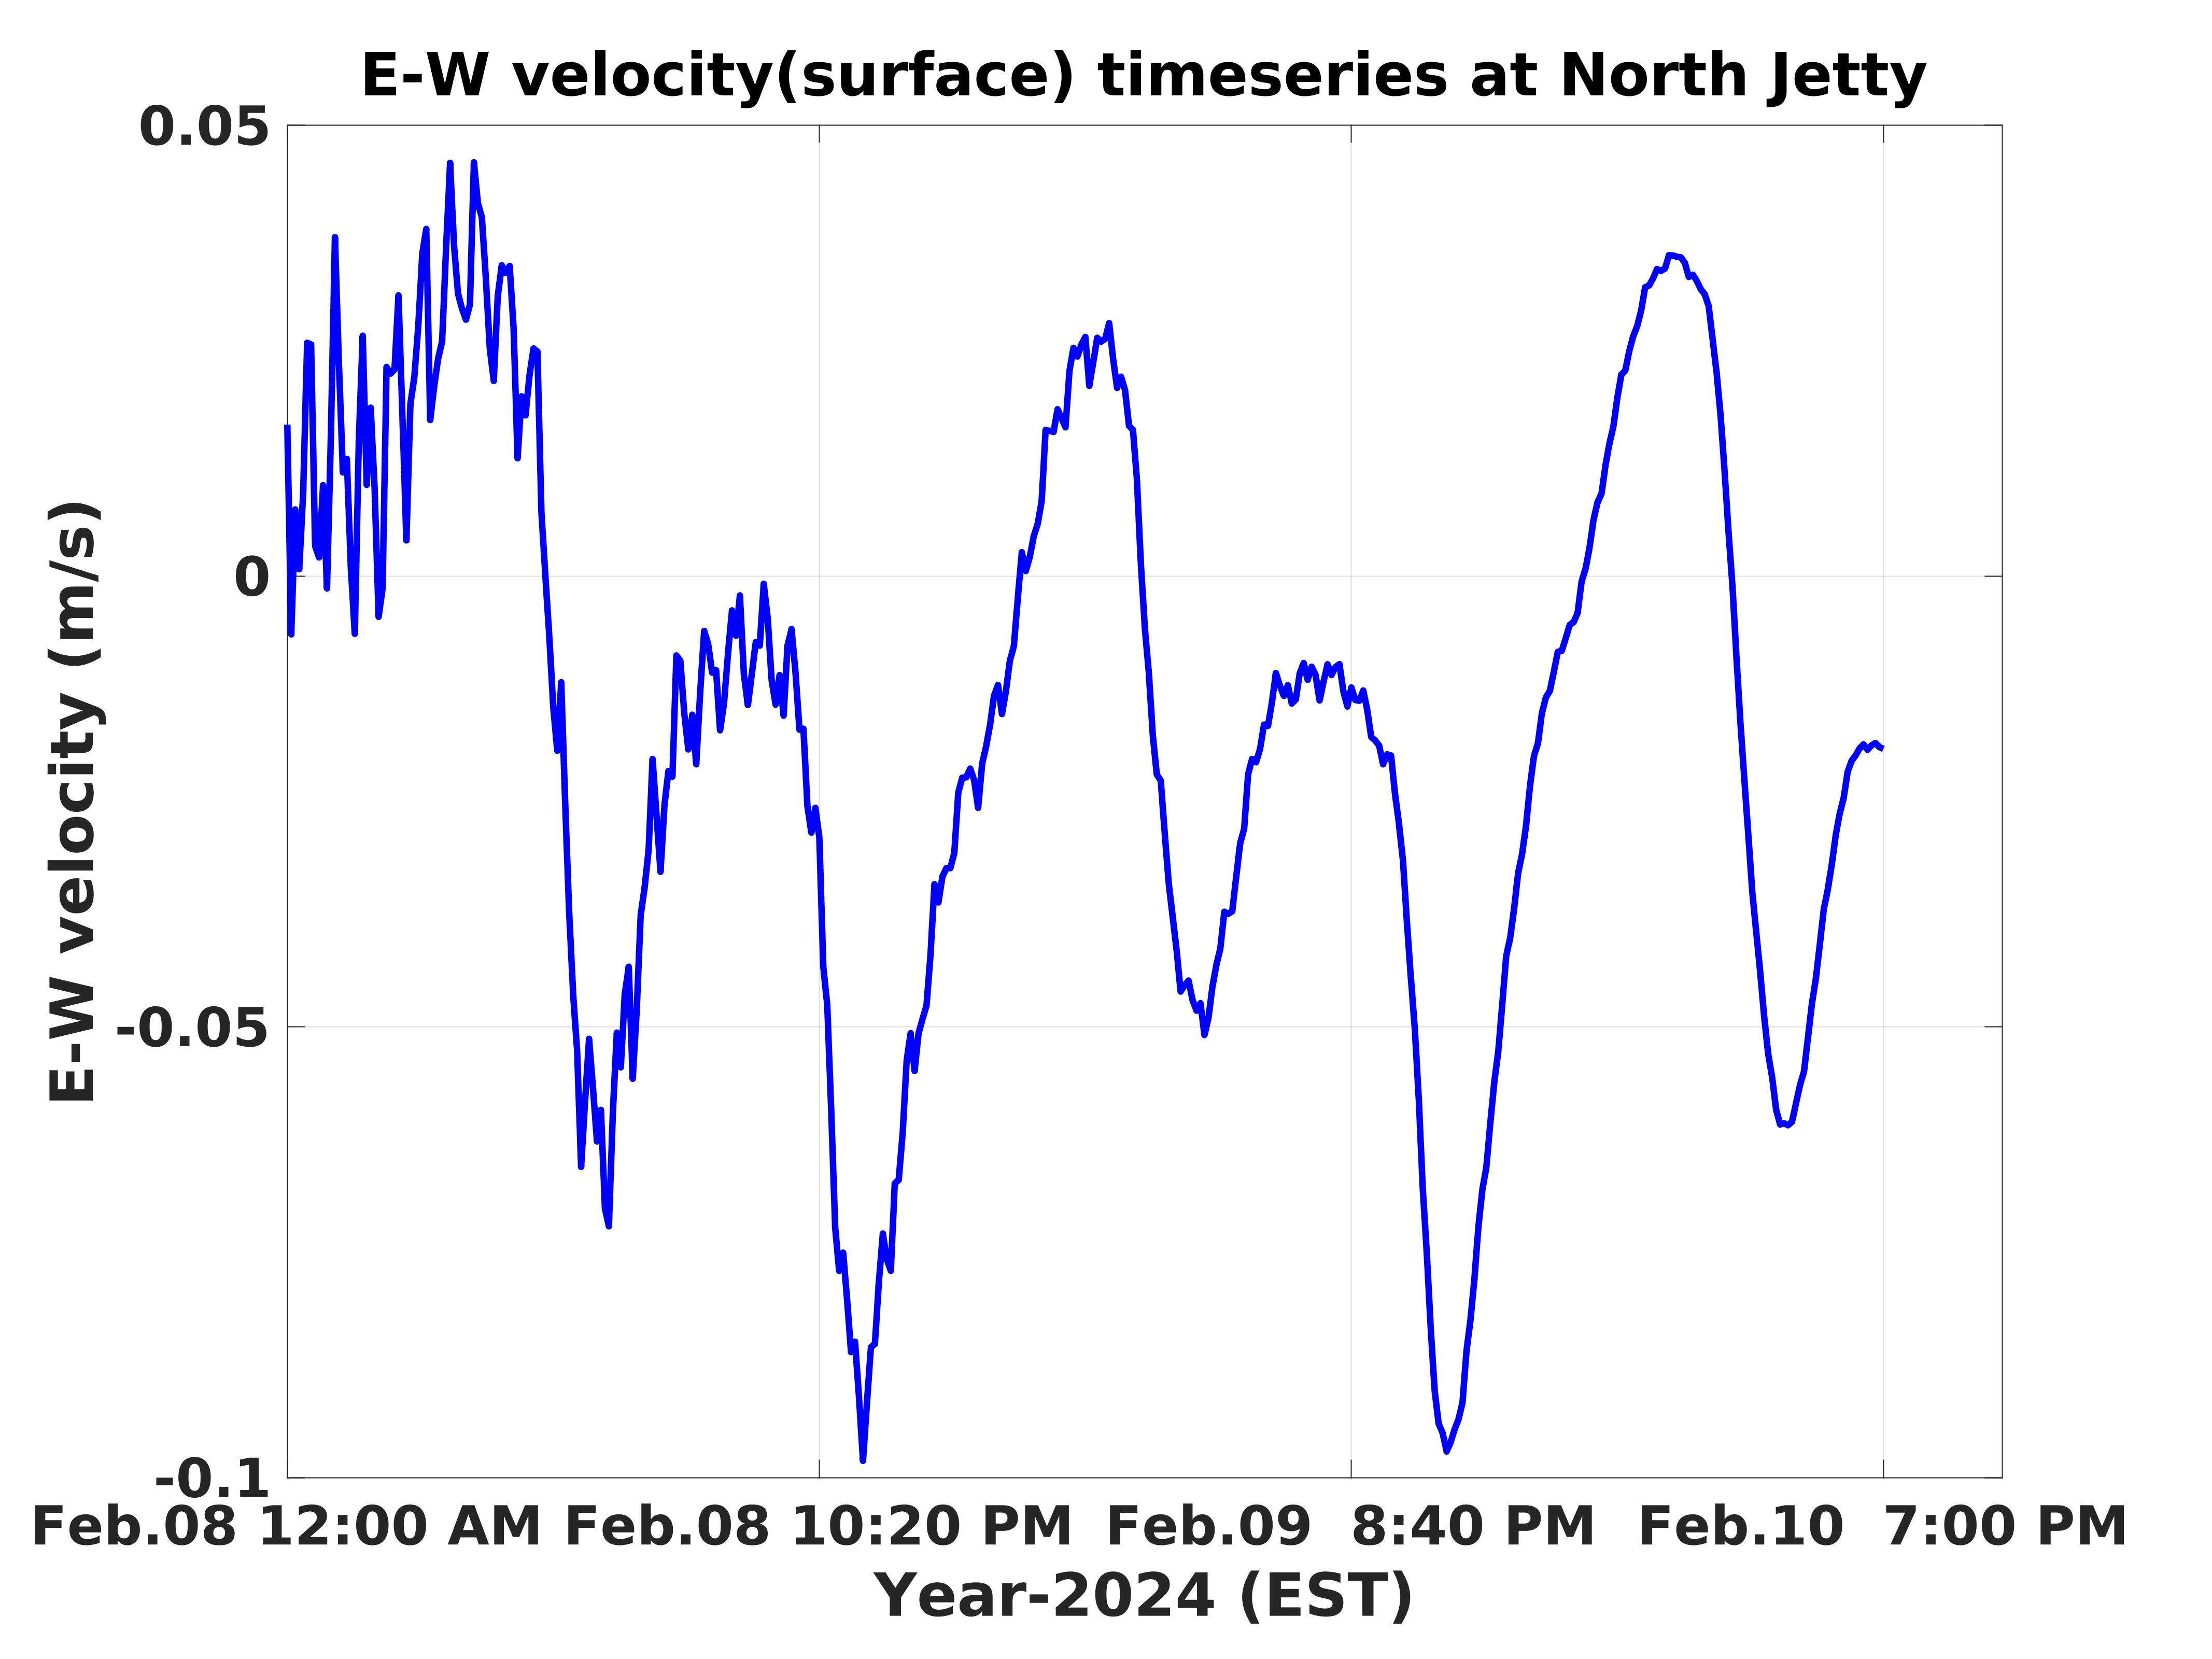 E-W velocity(surface) timeseries at North Jetty
0.05
0
-0.05
-0.1
E-W velocity (m/s)
Feb.08 12:00 AM Feb.08 10:20 PM Feb.09 8:40 PM Feb.10 7:00 PM
Year-2024 (EST)